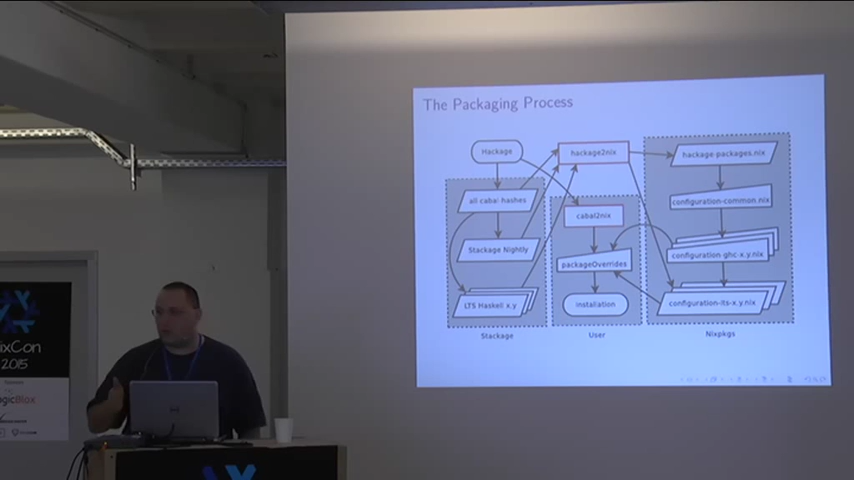 The Packaging Process
Hackage
hackage2nix
hackage-packages.nix
all-cabal-hashes
cabal2nix
configuration-common.nix
Stackage Nightly
packageOverrides
configuration-ghc-x.y.nix
LTS Haskell x.y
installation
configuration-lts-x.y.nix
Stackage
User
Nixpkgs
ixCon
2015
agicBlox